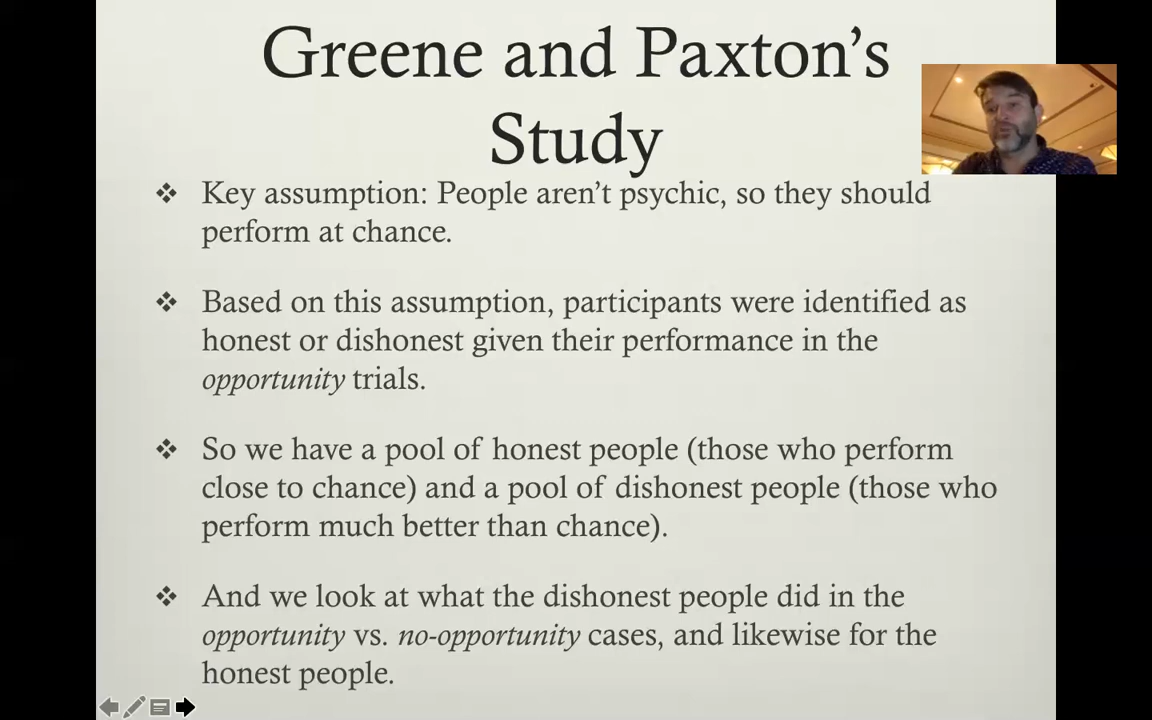 Greene and Paxton’s
Study
❖ Key assumption: People aren’t psychic, so they should
perform at chance.
❖ Based on this assumption, participants were identified as
honest or dishonest given their performance in the
opportunity trials.
❖ So we have a pool of honest people (those who perform
close to chance) and a pool of dishonest people (those who
perform much better than chance).
❖ And we look at what the dishonest people did in the
opportunity vs. no-opportunity cases, and likewise for the
honest people.